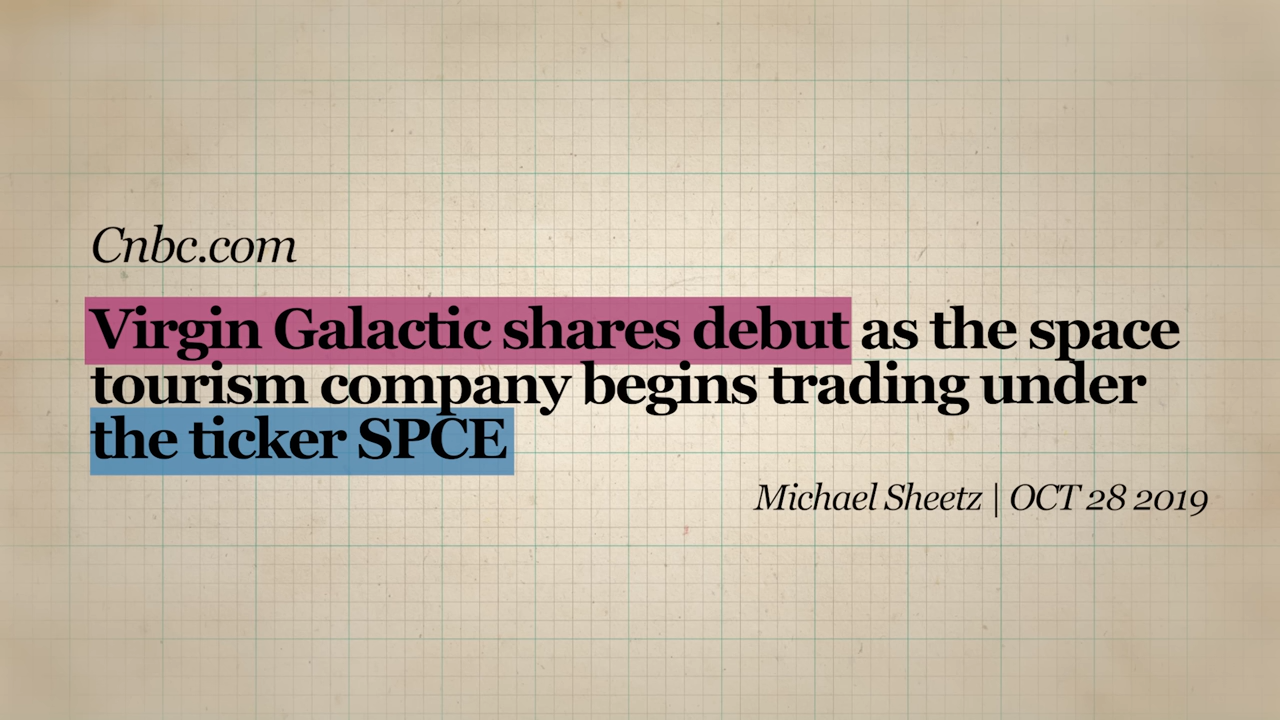 Cnbc.com
Virgin Galactic shares debut as the space
tourism company begins trading under
the ticker SPCE
Michael Sheetz | OCT 28 2019